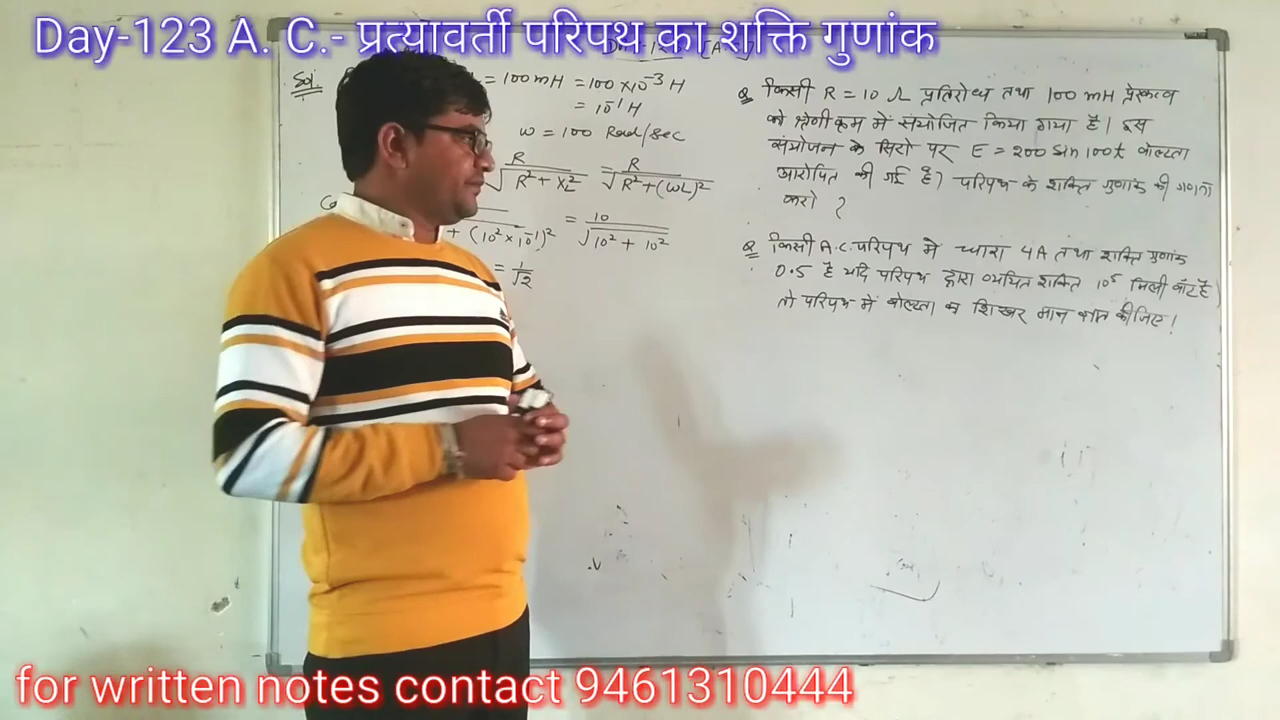 Day-123 A. C.- प्रत्यावर्ती परिपथ का शक्ति गुणांक
Sol.
= 100 mH = 100 × 10⁻³ H
= 10⁻¹ H
ω = 100 Rad/sec
R / √(R² + X_L²) = R / √(R² + (ωL)²)
+ (10² × 10⁻¹)² = 10 / √(10² + 10²)
= 1/√2
Q किसी R = 10 Ω प्रतिरोध तथा 100 mH प्रेरकत्व
को श्रेणीक्रम में संयोजित किया गया है। इस
संयोजन के सिरो पर E = 200 Sin 100t वोल्टता
आरोपित की गई है। परिपथ के शक्ति गुणांक की गणना
करो ?
Q किसी A.C. परिपथ मे धारा 4A तथा शक्ति गुणांक
0.5 है यदि परिपथ द्वारा व्ययित शक्ति 10⁵ मिली वॉट है।
तो परिपथ में वोल्टता का शिखर मान ज्ञात कीजिए!
for written notes contact 9461310444